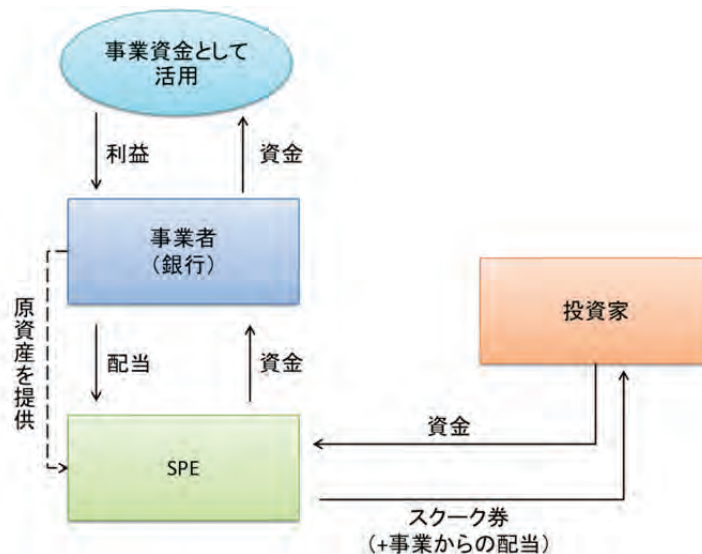 事業資金として
活用
利益
資金
事業者
（銀行）
原資産を提供
投資家
配当
資金
資金
SPE
スクーク券
（+事業からの配当）